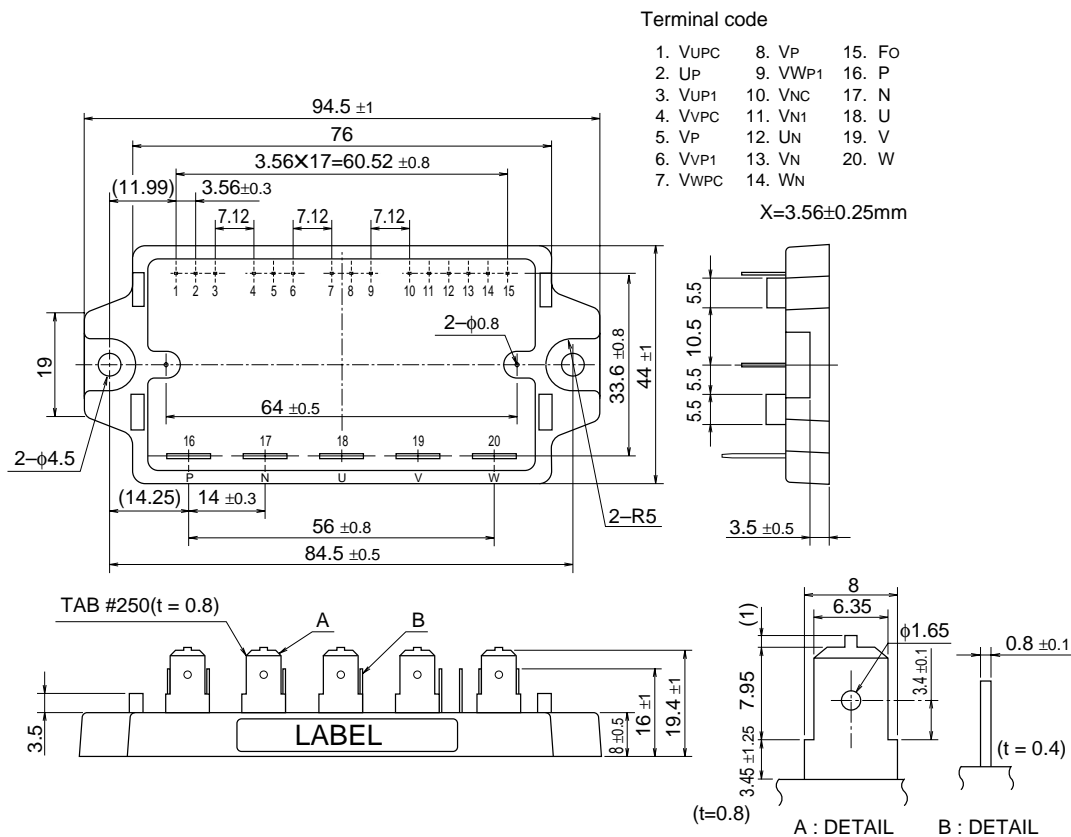 Terminal code
1. VUPC 8. VP 15. FO
2. UP 9. VWP1 16. P
3. VUP1 10. VNC 17. N
4. VVPC 11. VN1 18. U
5. VP 12. UN 19. V
6. VVP1 13. VN 20. W
7. VWPC 14. WN
X=3.56±0.25mm
94.5 ±1
76
3.56X17=60.52 ±0.8
(11.99) 3.56±0.3
7.12 7.12 7.12
1 2 3 4 5 6 7 8 9 10 11 12 13 14 15
2–ϕ0.8
19
33.6 ±0.8
44 ±1
64 ±0.5
16 17 18 19 20
P N U V W
2–ϕ4.5
(14.25) 14 ±0.3
2–R5
56 ±0.8
84.5 ±0.5
5.5
10.5
5.5
5.5
3.5 ±0.5
TAB #250(t = 0.8)
A B
LABEL
3.5
8 ±0.5
16 ±1
19.4 ±1
8
6.35
(1)
ϕ1.65
7.95
3.4 ±0.1
3.45 ±1.25
(t=0.8)
A : DETAIL
0.8 ±0.1
(t = 0.4)
B : DETAIL